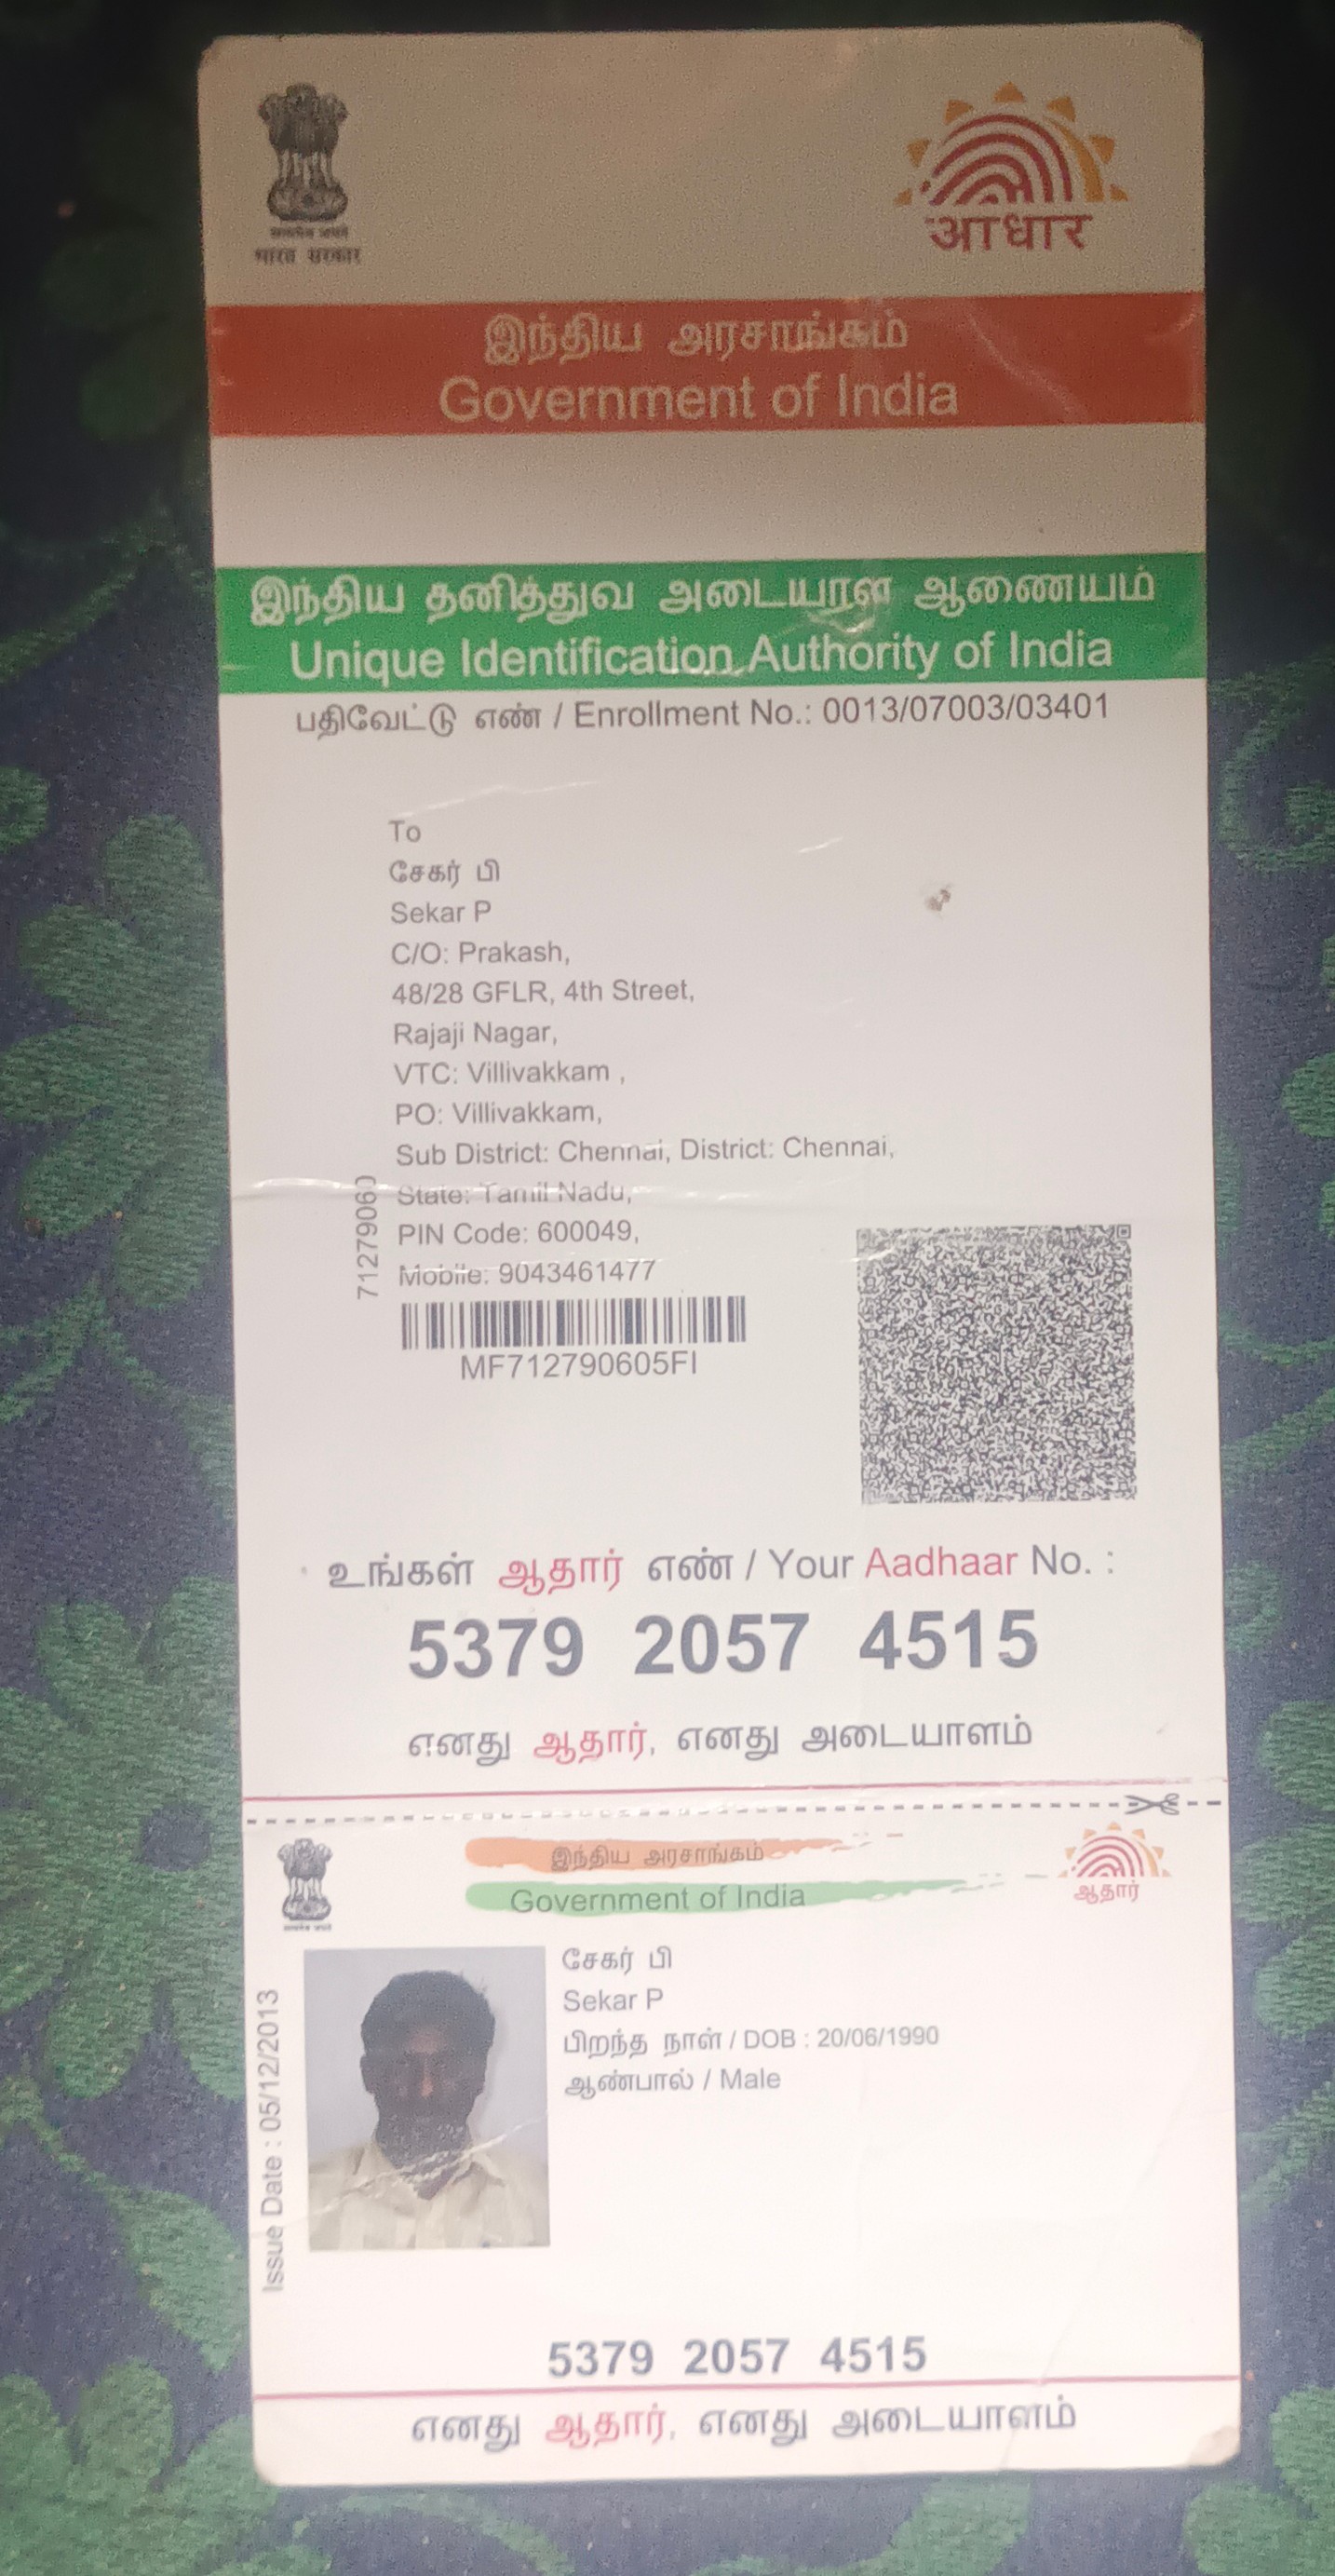 भारत सरकार
आधार
இந்திய அரசாங்கம்
Government of India
இந்திய தனித்துவ அடையாள ஆணையம்
Unique Identification Authority of India
பதிவேட்டு எண் / Enrollment No.: 0013/07003/03401
To
சேகர் பி
Sekar P
C/O: Prakash,
48/28 GFLR, 4th Street,
Rajaji Nagar,
VTC: Villivakkam ,
PO: Villivakkam,
Sub District: Chennai, District: Chennai,
State: Tamil Nadu,
PIN Code: 600049,
Mobile: 9043461477
71279060
MF712790605FI
உங்கள் ஆதார் எண் / Your Aadhaar No. :
5379 2057 4515
எனது ஆதார், எனது அடையாளம்
இந்திய அரசாங்கம்
Government of India
ஆதார்
சேகர் பி
Sekar P
பிறந்த நாள் / DOB : 20/06/1990
ஆண்பால் / Male
Issue Date : 05/12/2013
5379 2057 4515
எனது ஆதார், எனது அடையாளம்